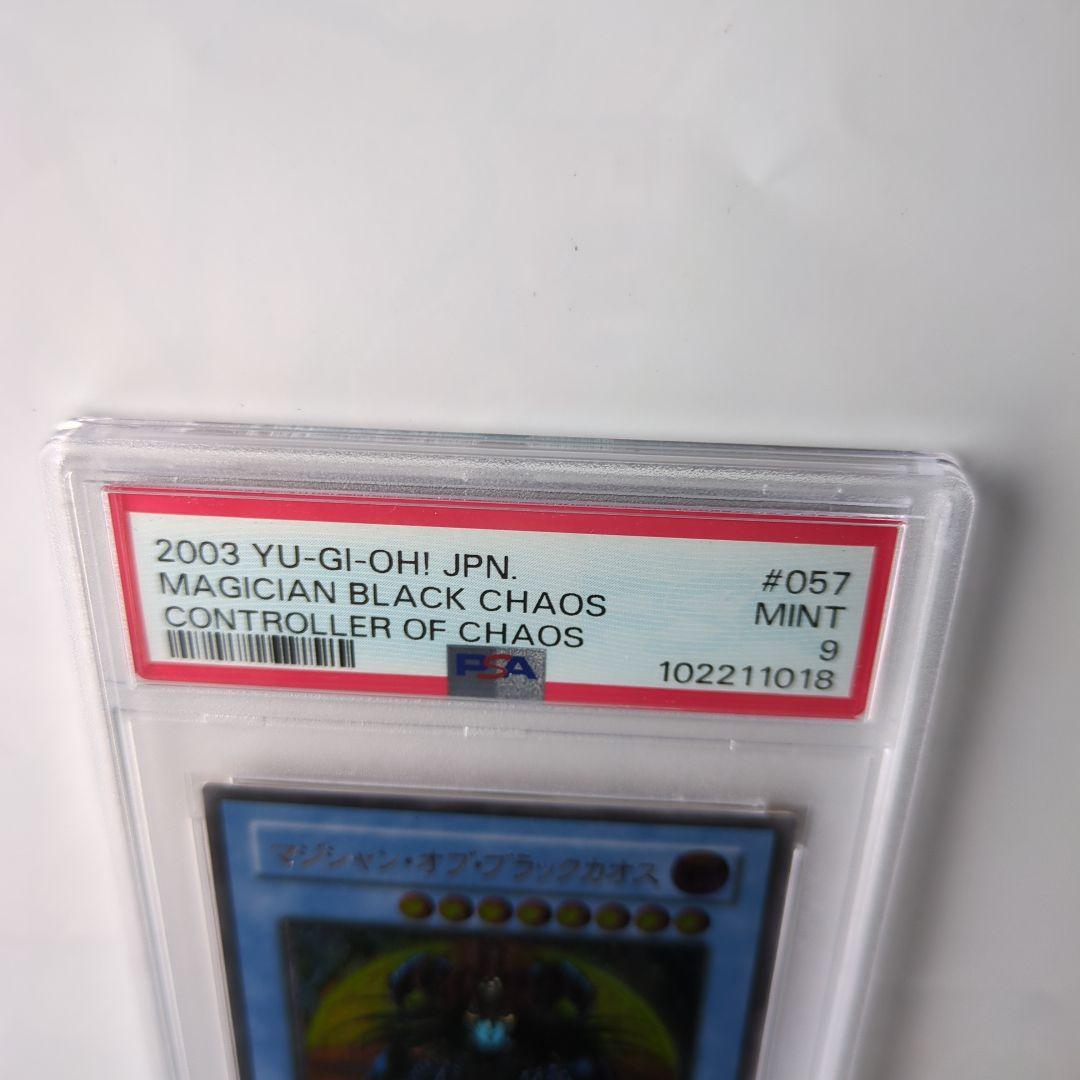 2003 YU-GI-OH! JPN. #057
MAGICIAN BLACK CHAOS MINT
CONTROLLER OF CHAOS 9
PSA 102211018
マジシャン・オブ・ブラックカオス